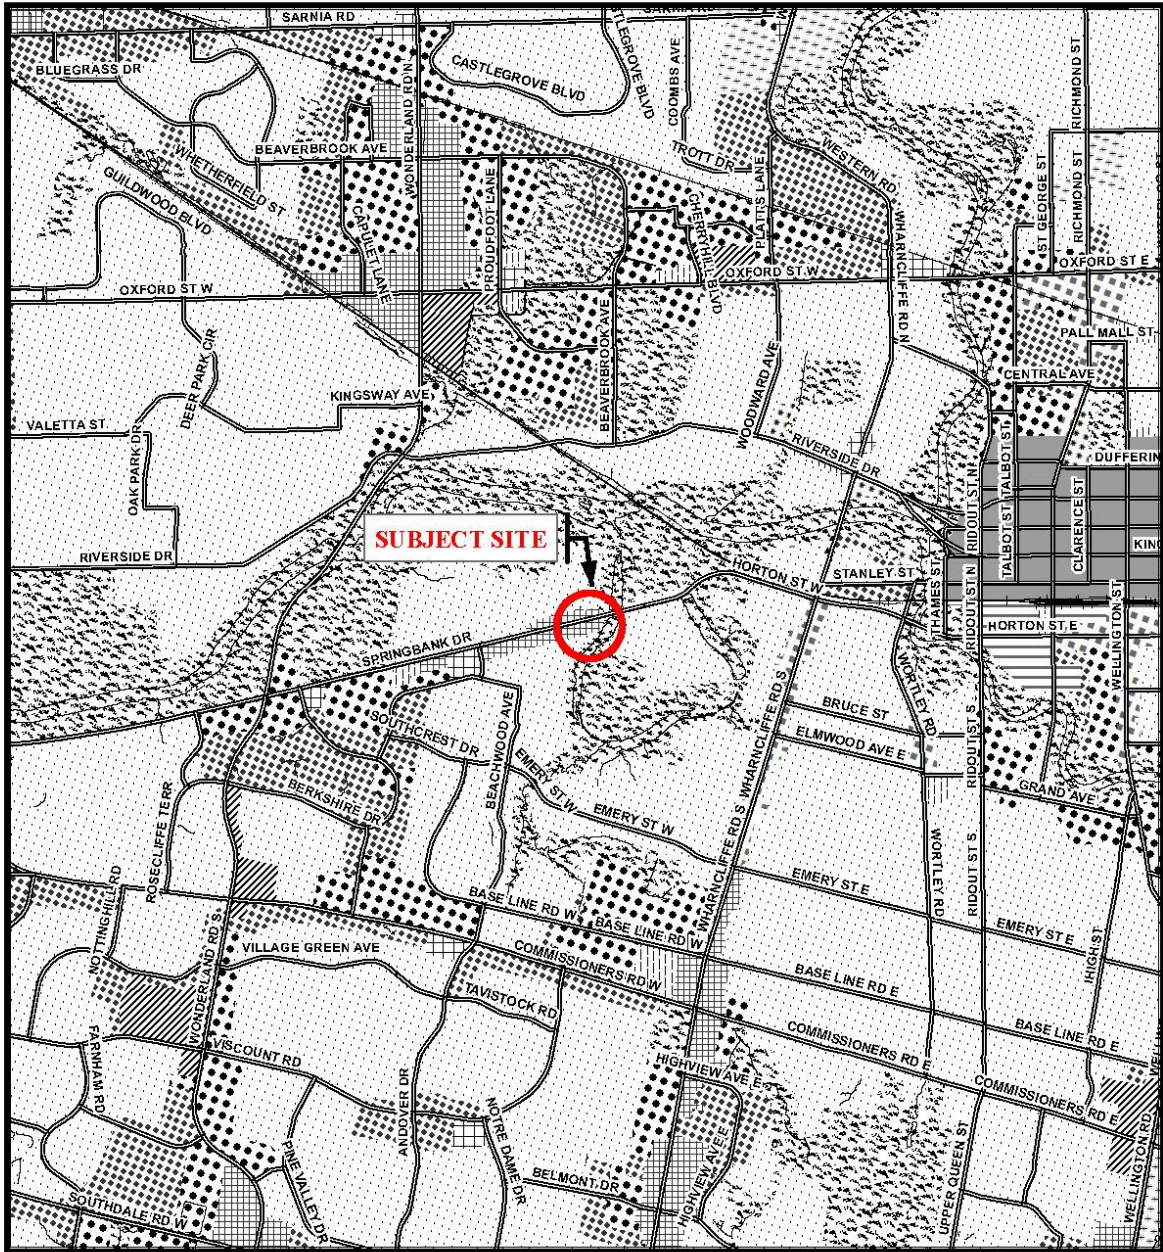 SARNIA RD
SARNIA RD
BLUEGRASS DR
WONDERLAND RD N
CASTLEGROVE BLVD
COOMBS AVE
RICHMOND ST
BEAVERBROOK AVE
TROTT DR
WESTERN RD
WHETHERFIELD ST
GUILDWOOD BLVD
CAPULET LANE
PROUDFOOT LANE
CHERRYHILL BLVD
PLATTS LANE
WHARNCLIFFE RD N
ST GEORGE ST
RICHMOND ST
OXFORD ST W
OXFORD ST W
OXFORD ST E
PALL MALL ST
DEER PARK CIR
BEAVERBROOK AVE
WOODWARD AVE
CENTRAL AVE
KINGSWAY AVE
VALETTA ST
OAK PARK DR
RIVERSIDE DR
TALBOT ST
DUFFERIN
RIDOUT ST N
TALBOT ST
CLARENCE ST
SUBJECT SITE
RIVERSIDE DR
KING
HORTON ST W
STANLEY ST
THAMES ST
RIDOUT ST N
WELLINGTON ST
SPRINGBANK DR
HORTON ST E
WORTLEY RD
SOUTHCREST DR
BEACHWOOD AVE
WHARNCLIFFE RD S
BRUCE ST
ELMWOOD AVE E
RIDOUT ST S
EMERY ST W
BERKSHIRE DR
ROSECLIFFE TERR
EMERY ST W
GRAND AVE
WHARNCLIFFE RD S
WORTLEY RD
RIDOUT ST S
EMERY ST E
NOTTINGHILL RD
BASE LINE RD W
BASE LINE RD W
EMERY ST E
WONDERLAND RD S
VILLAGE GREEN AVE
COMMISSIONERS RD W
HIGH ST
BASE LINE RD E
TAVISTOCK RD
FARNHAM RD
VISCOUNT RD
COMMISSIONERS RD E
BASE LINE RD E
HIGHVIEW AVE E
COMMISSIONERS RD E
ANDOVER DR
NOTRE DAME DR
PINE VALLEY DR
HIGHVIEW AVE E
UPPER QUEEN ST
WELLINGTON RD
BELMONT DR
SOUTHDALE RD W